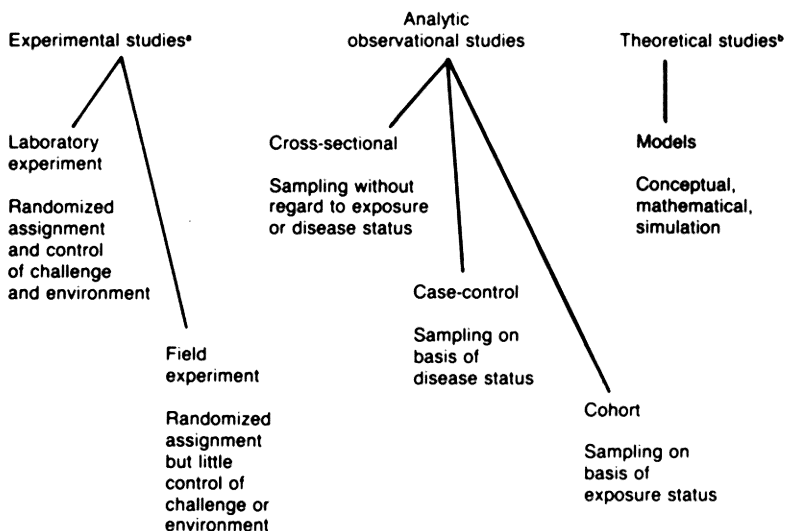 Experimental studiesᵃ
Laboratory
experiment
Randomized
assignment
and control
of challenge
and environment
Field
experiment
Randomized
assignment
but little
control of
challenge or
environment
Analytic
observational studies
Cross-sectional
Sampling without
regard to exposure
or disease status
Case-control
Sampling on
basis of
disease status
Cohort
Sampling on
basis of
exposure status
Theoretical studiesᵇ
Models
Conceptual,
mathematical,
simulation